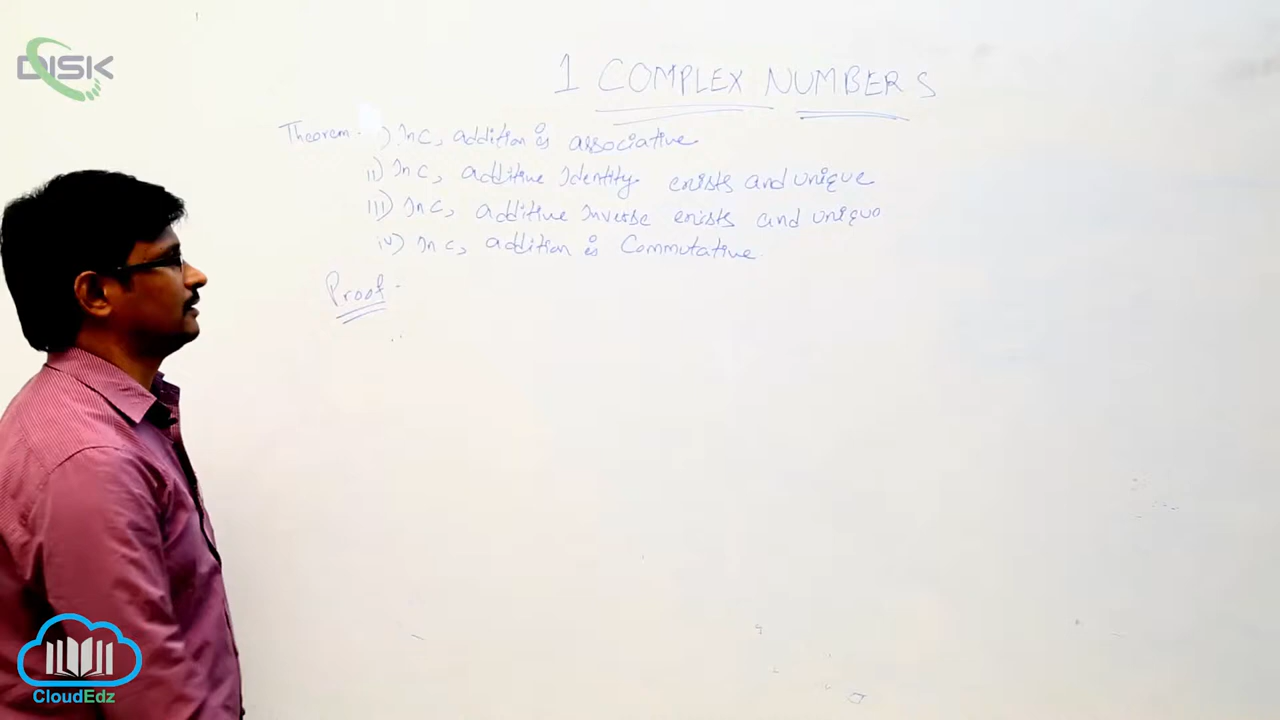 DISK
1 COMPLEX NUMBERS
Theorem. i) In C, addition is associative
ii) In C, additive Identity exists and unique
iii) In C, additive Inverse exists and unique
iv) In C, addition is Commutative.
Proof.
CloudEdz